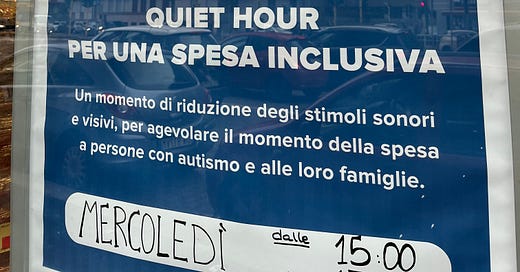 QUIET HOUR
PER UNA SPESA INCLUSIVA
Un momento di riduzione degli stimoli sonori
e visivi, per agevolare il momento della spesa
a persone con autismo e alle loro famiglie.
MERCOLEDÌ dalle 15:00